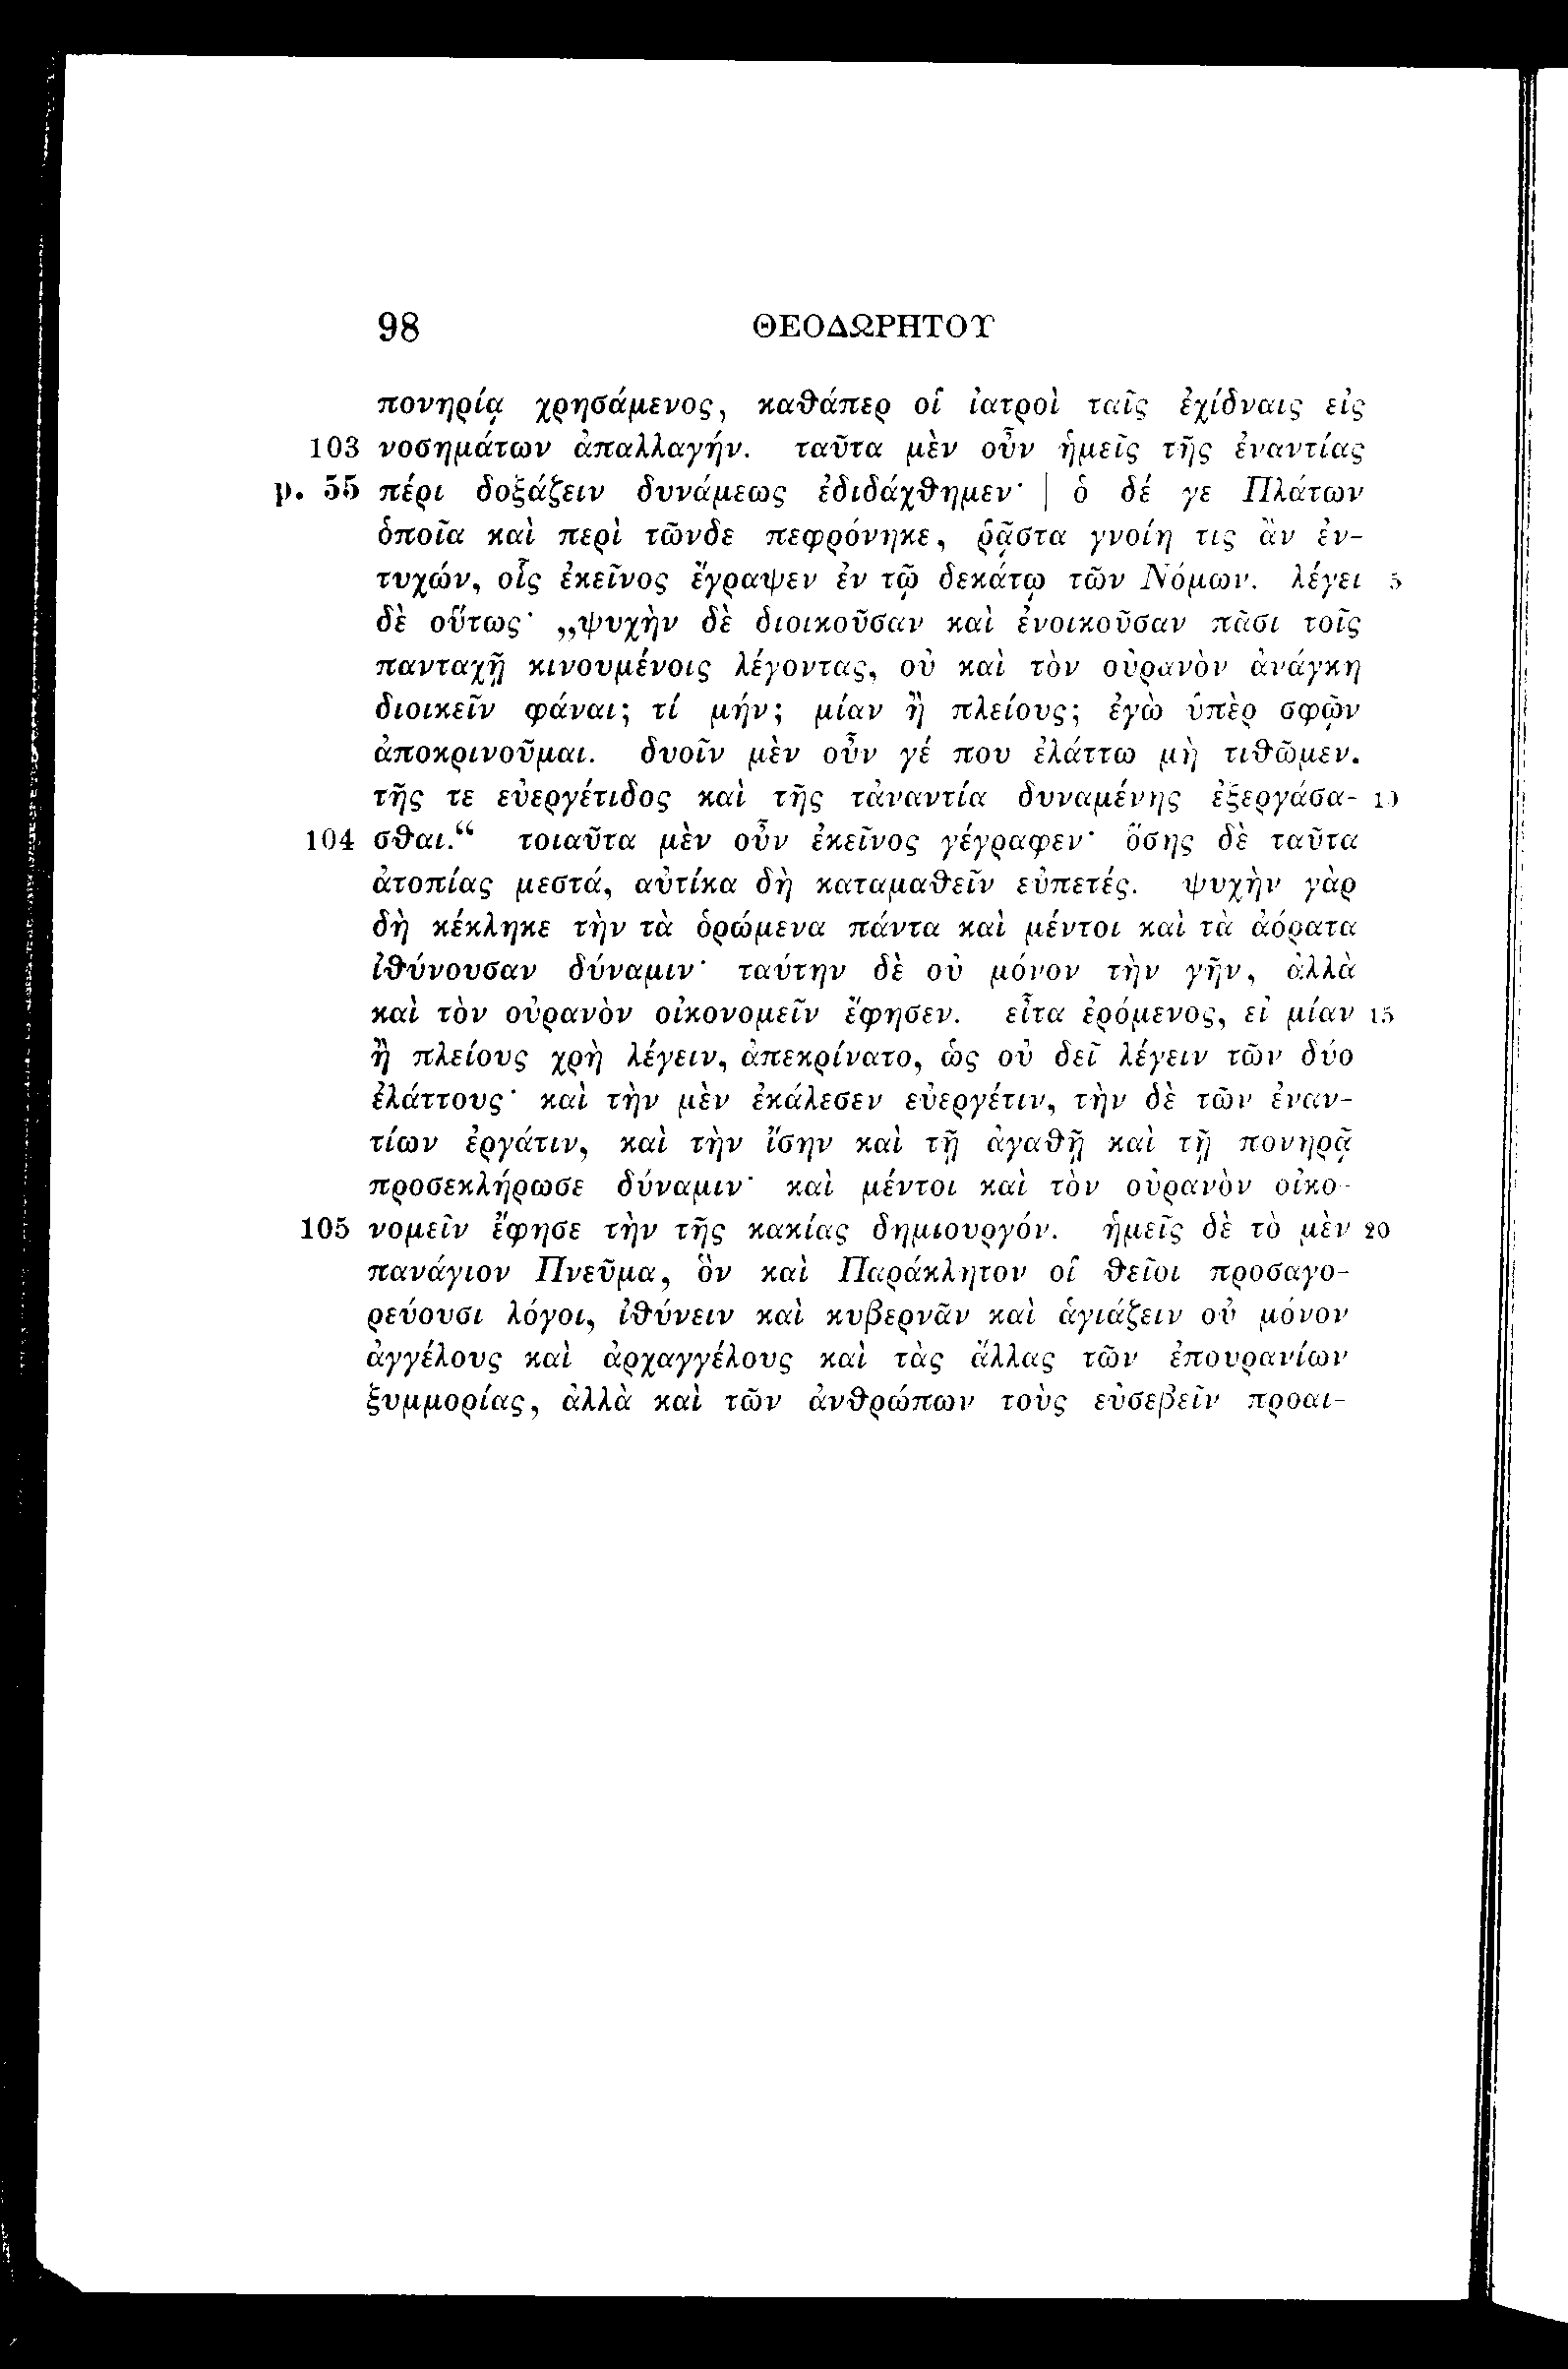 98 ΘΕΟΔΩΡΗΤΟΥ
πονηρίᾳ χρησάμενος, καθάπερ οἱ ἰατροὶ ταῖς ἐχίδναις εἰς
103 νοσημάτων ἀπαλλαγήν. ταῦτα μὲν οὖν ἡμεῖς τῆς ἐναντίας
p. 55 πέρι δοξάζειν δυνάμεως ἐδιδάχθημεν· | ὁ δέ γε Πλάτων
ὁποῖα καὶ περὶ τῶνδε πεφρόνηκε, ῥᾷστα γνοίη τις ἂν ἐν-
τυχών, οἷς ἐκεῖνος ἔγραψεν ἐν τῷ δεκάτῳ τῶν Νόμων. λέγει 5
δὲ οὕτως· „ψυχὴν δὲ διοικοῦσαν καὶ ἐνοικοῦσαν πᾶσι τοῖς
πανταχῇ κινουμένοις λέγοντας, οὐ καὶ τὸν οὐρανὸν ἀνάγκη
διοικεῖν φάναι; τί μήν; μίαν ἢ πλείους; ἐγὼ ὑπὲρ σφῷν
ἀποκρινοῦμαι. δυοῖν μὲν οὖν γέ που ἐλάττω μὴ τιθῶμεν.
τῆς τε εὐεργέτιδος καὶ τῆς τἀναντία δυναμένης ἐξεργάσα- 10
104 σθαι.“ τοιαῦτα μὲν οὖν ἐκεῖνος γέγραφεν· ὅσης δὲ ταῦτα
ἀτοπίας μεστά, αὐτίκα δὴ καταμαθεῖν εὐπετές. ψυχὴν γὰρ
δὴ κέκληκε τὴν τὰ ὁρώμενα πάντα καὶ μέντοι καὶ τὰ ἀόρατα
ἰθύνουσαν δύναμιν· ταύτην δὲ οὐ μόνον τὴν γῆν, ἀλλὰ
καὶ τὸν οὐρανὸν οἰκονομεῖν ἔφησεν. εἶτα ἐρόμενος, εἰ μίαν 15
ἢ πλείους χρὴ λέγειν, ἀπεκρίνατο, ὡς οὐ δεῖ λέγειν τῶν δύο
ἐλάττους· καὶ τὴν μὲν ἐκάλεσεν εὐεργέτιν, τὴν δὲ τῶν ἐναν-
τίων ἐργάτιν, καὶ τὴν ἴσην καὶ τῇ ἀγαθῇ καὶ τῇ πονηρᾷ
προσεκλήρωσε δύναμιν· καὶ μέντοι καὶ τὸν οὐρανὸν οἰκο-
105 νομεῖν ἔφησε τὴν τῆς κακίας δημιουργόν. ἡμεῖς δὲ τὸ μὲν 20
πανάγιον Πνεῦμα, ὃν καὶ Παράκλητον οἱ θεῖοι προσαγο-
ρεύουσι λόγοι, ἰθύνειν καὶ κυβερνᾶν καὶ ἁγιάζειν οὐ μόνον
ἀγγέλους καὶ ἀρχαγγέλους καὶ τὰς ἄλλας τῶν ἐπουρανίων
ξυμμορίας, ἀλλὰ καὶ τῶν ἀνθρώπων τοὺς εὐσεβεῖν προαι-